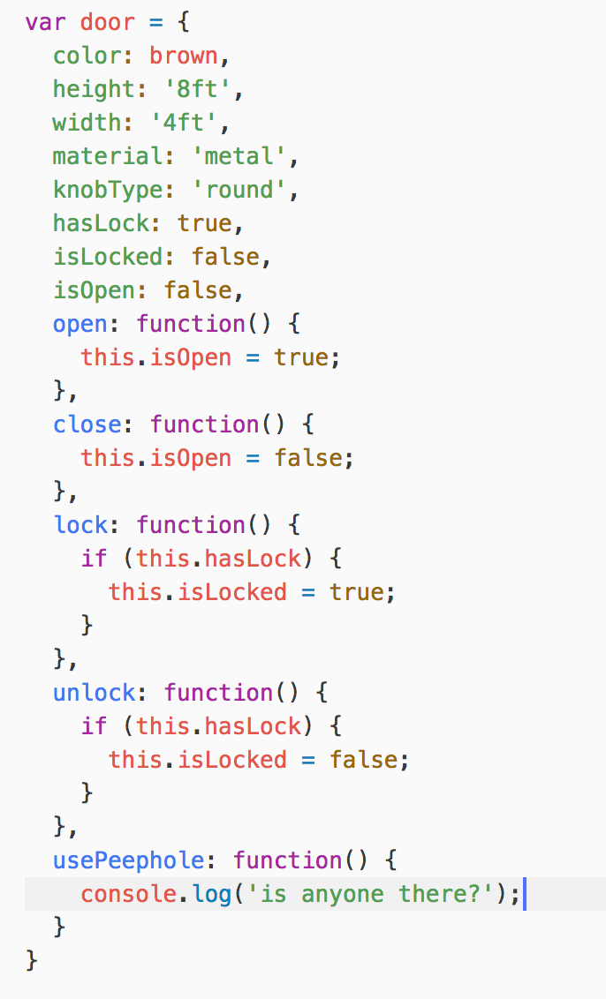 var door = {
  color: brown,
  height: '8ft',
  width: '4ft',
  material: 'metal',
  knobType: 'round',
  hasLock: true,
  isLocked: false,
  isOpen: false,
  open: function() {
    this.isOpen = true;
  },
  close: function() {
    this.isOpen = false;
  },
  lock: function() {
    if (this.hasLock) {
      this.isLocked = true;
    }
  },
  unlock: function() {
    if (this.hasLock) {
      this.isLocked = false;
    }
  },
  usePeephole: function() {
    console.log('is anyone there?');
  }
}